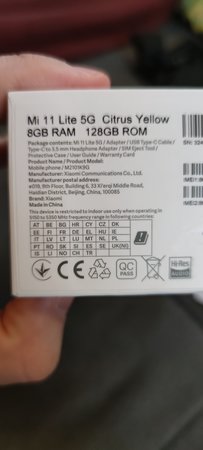 Mi 11 Lite 5G Citrus Yellow
8GB RAM 128GB ROM
Package contents: Mi 11 Lite 5G / Adapter / USB Type-C Cable /
Type-C to 3.5 mm Headphone Adapter / SIM Eject Tool /
Protective Case / User Guide / Warranty Card
Mobile phone / M2101K9G
Manufacturer: Xiaomi Communications Co., Ltd.
Manufacturer postal address:
#019, 9th Floor, Building 6, 33 Xi'erqi Middle Road,
Haidian District, Beijing, China, 100085
Brand: Xiaomi
Made in China
This device is restricted to indoor use only when operating in
5150 to 5350 MHz frequency range in following countries:
AT BE BG HR CY CZ DK
EE FI FR DE EL HU IE
IT LV LT LU MT NL PL
PT RO SK SI ES SE UK(NI)
IS LI NO CH TR
CE
QC
PASS
Hi-Res
AUDIO
SN: 324
IMEI1:
IMEI2: